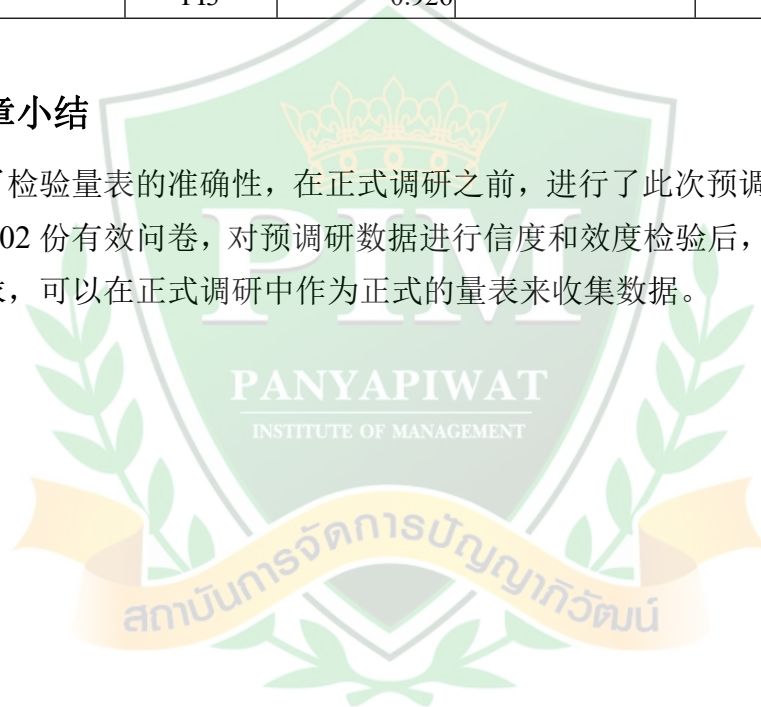 0.926
章小结
检验量表的准确性，在正式调研之前，进行了此次预调
02 份有效问卷，对预调研数据进行信度和效度检验后，
，可以在正式调研中作为正式的量表来收集数据。
PIM
PANYAPIWAT
INSTITUTE OF MANAGEMENT
สถาบันการจัดการปัญญาภิวัฒน์